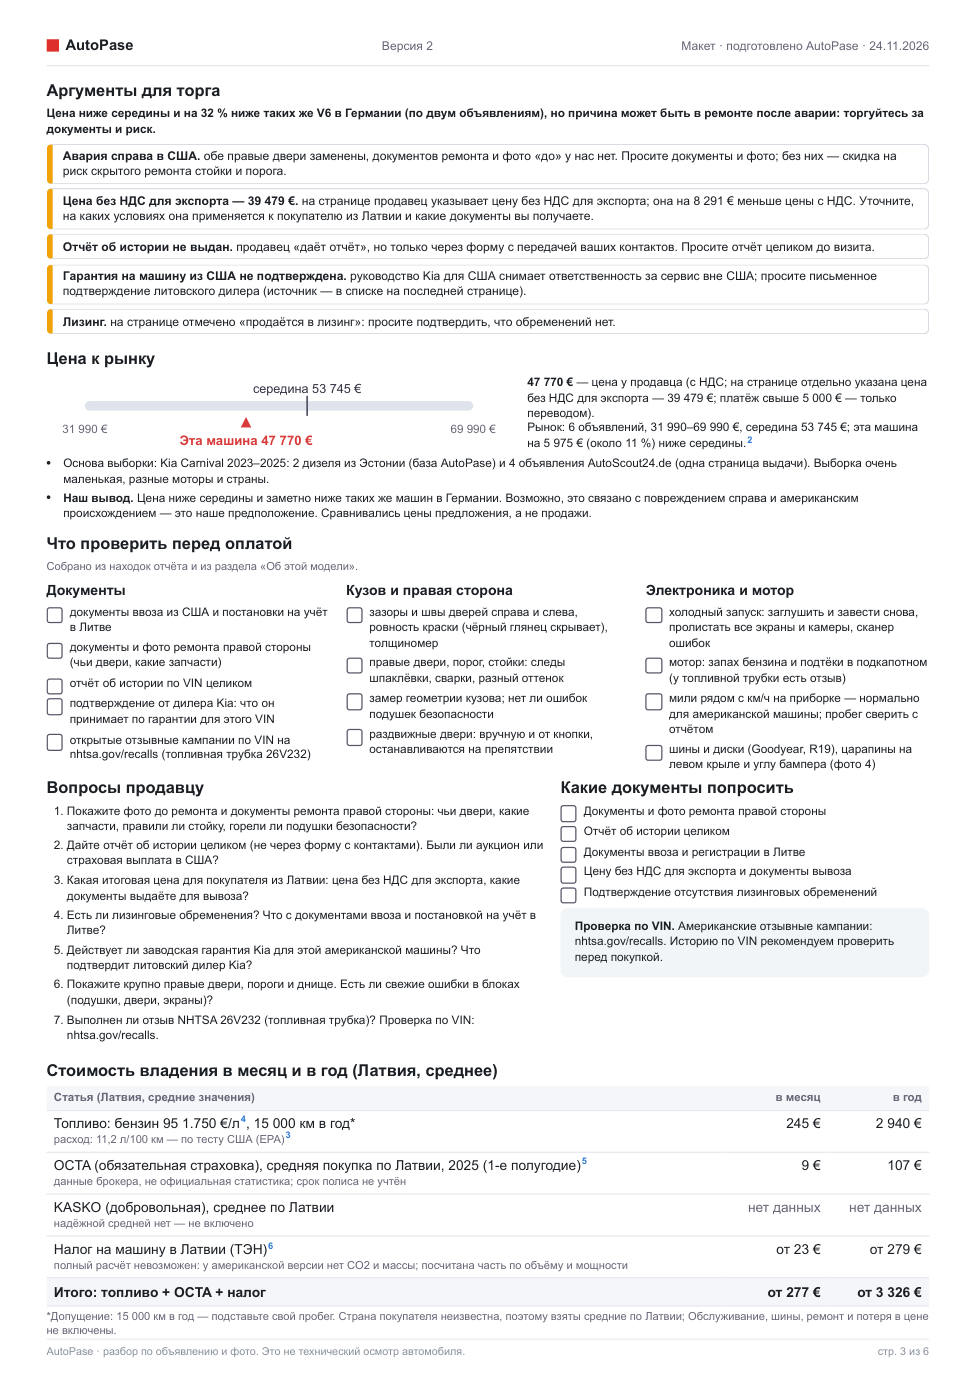 AutoPase
Версия 2
Макет · подготовлено AutoPase · 24.11.2026
Аргументы для торга
Цена ниже середины и на 32 % ниже таких же V6 в Германии (по двум объявлениям), но причина может быть в ремонте после аварии: торгуйтесь за
документы и риск.
Авария справа в США. обе правые двери заменены, документов ремонта и фото «до» у нас нет. Просите документы и фото; без них — скидка на
риск скрытого ремонта стойки и порога.
Цена без НДС для экспорта — 39 479 €. на странице продавец указывает цену без НДС для экспорта; она на 8 291 € меньше цены с НДС. Уточните,
на каких условиях она применяется к покупателю из Латвии и какие документы вы получаете.
Отчёт об истории не выдан. продавец «даёт отчёт», но только через форму с передачей ваших контактов. Просите отчёт целиком до визита.
Гарантия на машину из США не подтверждена. руководство Kia для США снимает ответственность за сервис вне США; просите письменное
подтверждение литовского дилера (источник — в списке на последней странице).
Лизинг. на странице отмечено «продаётся в лизинг»: просите подтвердить, что обременений нет.
Цена к рынку
середина 53 745 €
31 990 €
69 990 €
Эта машина 47 770 €
47 770 € — цена у продавца (с НДС; на странице отдельно указана цена
без НДС для экспорта — 39 479 €; платёж свыше 5 000 € — только
переводом).
Рынок: 6 объявлений, 31 990–69 990 €, середина 53 745 €; эта машина
на 5 975 € (около 11 %) ниже середины.2
• Основа выборки: Kia Carnival 2023–2025: 2 дизеля из Эстонии (база AutoPase) и 4 объявления AutoScout24.de (одна страница выдачи). Выборка очень
маленькая, разные моторы и страны.
• Наш вывод. Цена ниже середины и заметно ниже таких же машин в Германии. Возможно, это связано с повреждением справа и американским
происхождением — это наше предположение. Сравнивались цены предложения, а не продажи.
Что проверить перед оплатой
Собрано из находок отчёта и из раздела «Об этой модели».
Документы
документы ввоза из США и постановки на учёт
в Литве
документы и фото ремонта правой стороны
(чьи двери, какие запчасти)
отчёт об истории по VIN целиком
подтверждение от дилера Kia: что он
принимает по гарантии для этого VIN
открытые отзывные кампании по VIN на
nhtsa.gov/recalls (топливная трубка 26V232)
Кузов и правая сторона
зазоры и швы дверей справа и слева,
ровность краски (чёрный глянец скрывает),
толщиномер
правые двери, порог, стойки: следы
шпаклёвки, сварки, разный оттенок
замер геометрии кузова; нет ли ошибок
подушек безопасности
раздвижные двери: вручную и от кнопки,
останавливаются на препятствии
Электроника и мотор
холодный запуск: заглушить и завести снова,
пролистать все экраны и камеры, сканер
ошибок
мотор: запах бензина и подтёки в подкапотном
(у топливной трубки есть отзыв)
мили рядом с км/ч на приборке — нормально
для американской машины; пробег сверить с
отчётом
шины и диски (Goodyear, R19), царапины на
левом крыле и углу бампера (фото 4)
Вопросы продавцу
1. Покажите фото до ремонта и документы ремонта правой стороны: чьи двери, какие
запчасти, правили ли стойку, горели ли подушки безопасности?
2. Дайте отчёт об истории целиком (не через форму с контактами). Были ли аукцион или
страховая выплата в США?
3. Какая итоговая цена для покупателя из Латвии: цена без НДС для экспорта, какие
документы выдаёте для вывоза?
4. Есть ли лизинговые обременения? Что с документами ввоза и постановкой на учёт в
Литве?
5. Действует ли заводская гарантия Kia для этой американской машины? Что
подтвердит литовский дилер Kia?
6. Покажите крупно правые двери, пороги и днище. Есть ли свежие ошибки в блоках
(подушки, двери, экраны)?
7. Выполнен ли отзыв NHTSA 26V232 (топливная трубка)? Проверка по VIN:
nhtsa.gov/recalls.
Какие документы попросить
Документы и фото ремонта правой стороны
Отчёт об истории целиком
Документы ввоза и регистрации в Литве
Цену без НДС для экспорта и документы вывоза
Подтверждение отсутствия лизинговых обременений
Проверка по VIN. Американские отзывные кампании:
nhtsa.gov/recalls. Историю по VIN рекомендуем проверить
перед покупкой.
Стоимость владения в месяц и в год (Латвия, среднее)
Статья (Латвия, средние значения) в месяц в год
Топливо: бензин 95 1.750 €/л4, 15 000 км в год* 245 € 2 940 €
расход: 11,2 л/100 км — по тесту США (EPA)3
ОСТА (обязательная страховка), средняя покупка по Латвии, 2025 (1-е полугодие)5 9 € 107 €
данные брокера, не официальная статистика; срок полиса не учтён
KASKO (добровольная), среднее по Латвии нет данных нет данных
надёжной средней нет — не включено
Налог на машину в Латвии (ТЭН)6 от 23 € от 279 €
полный расчёт невозможен: у американской версии нет CO2 и массы; посчитана часть по объёму и мощности
Итого: топливо + ОСТА + налог от 277 € от 3 326 €
*Допущение: 15 000 км в год — подставьте свой пробег. Страна покупателя неизвестна, поэтому взяты средние по Латвии; Обслуживание, шины, ремонт и потеря в цене
не включены.
AutoPase · разбор по объявлению и фото. Это не технический осмотр автомобиля.
стр. 3 из 6